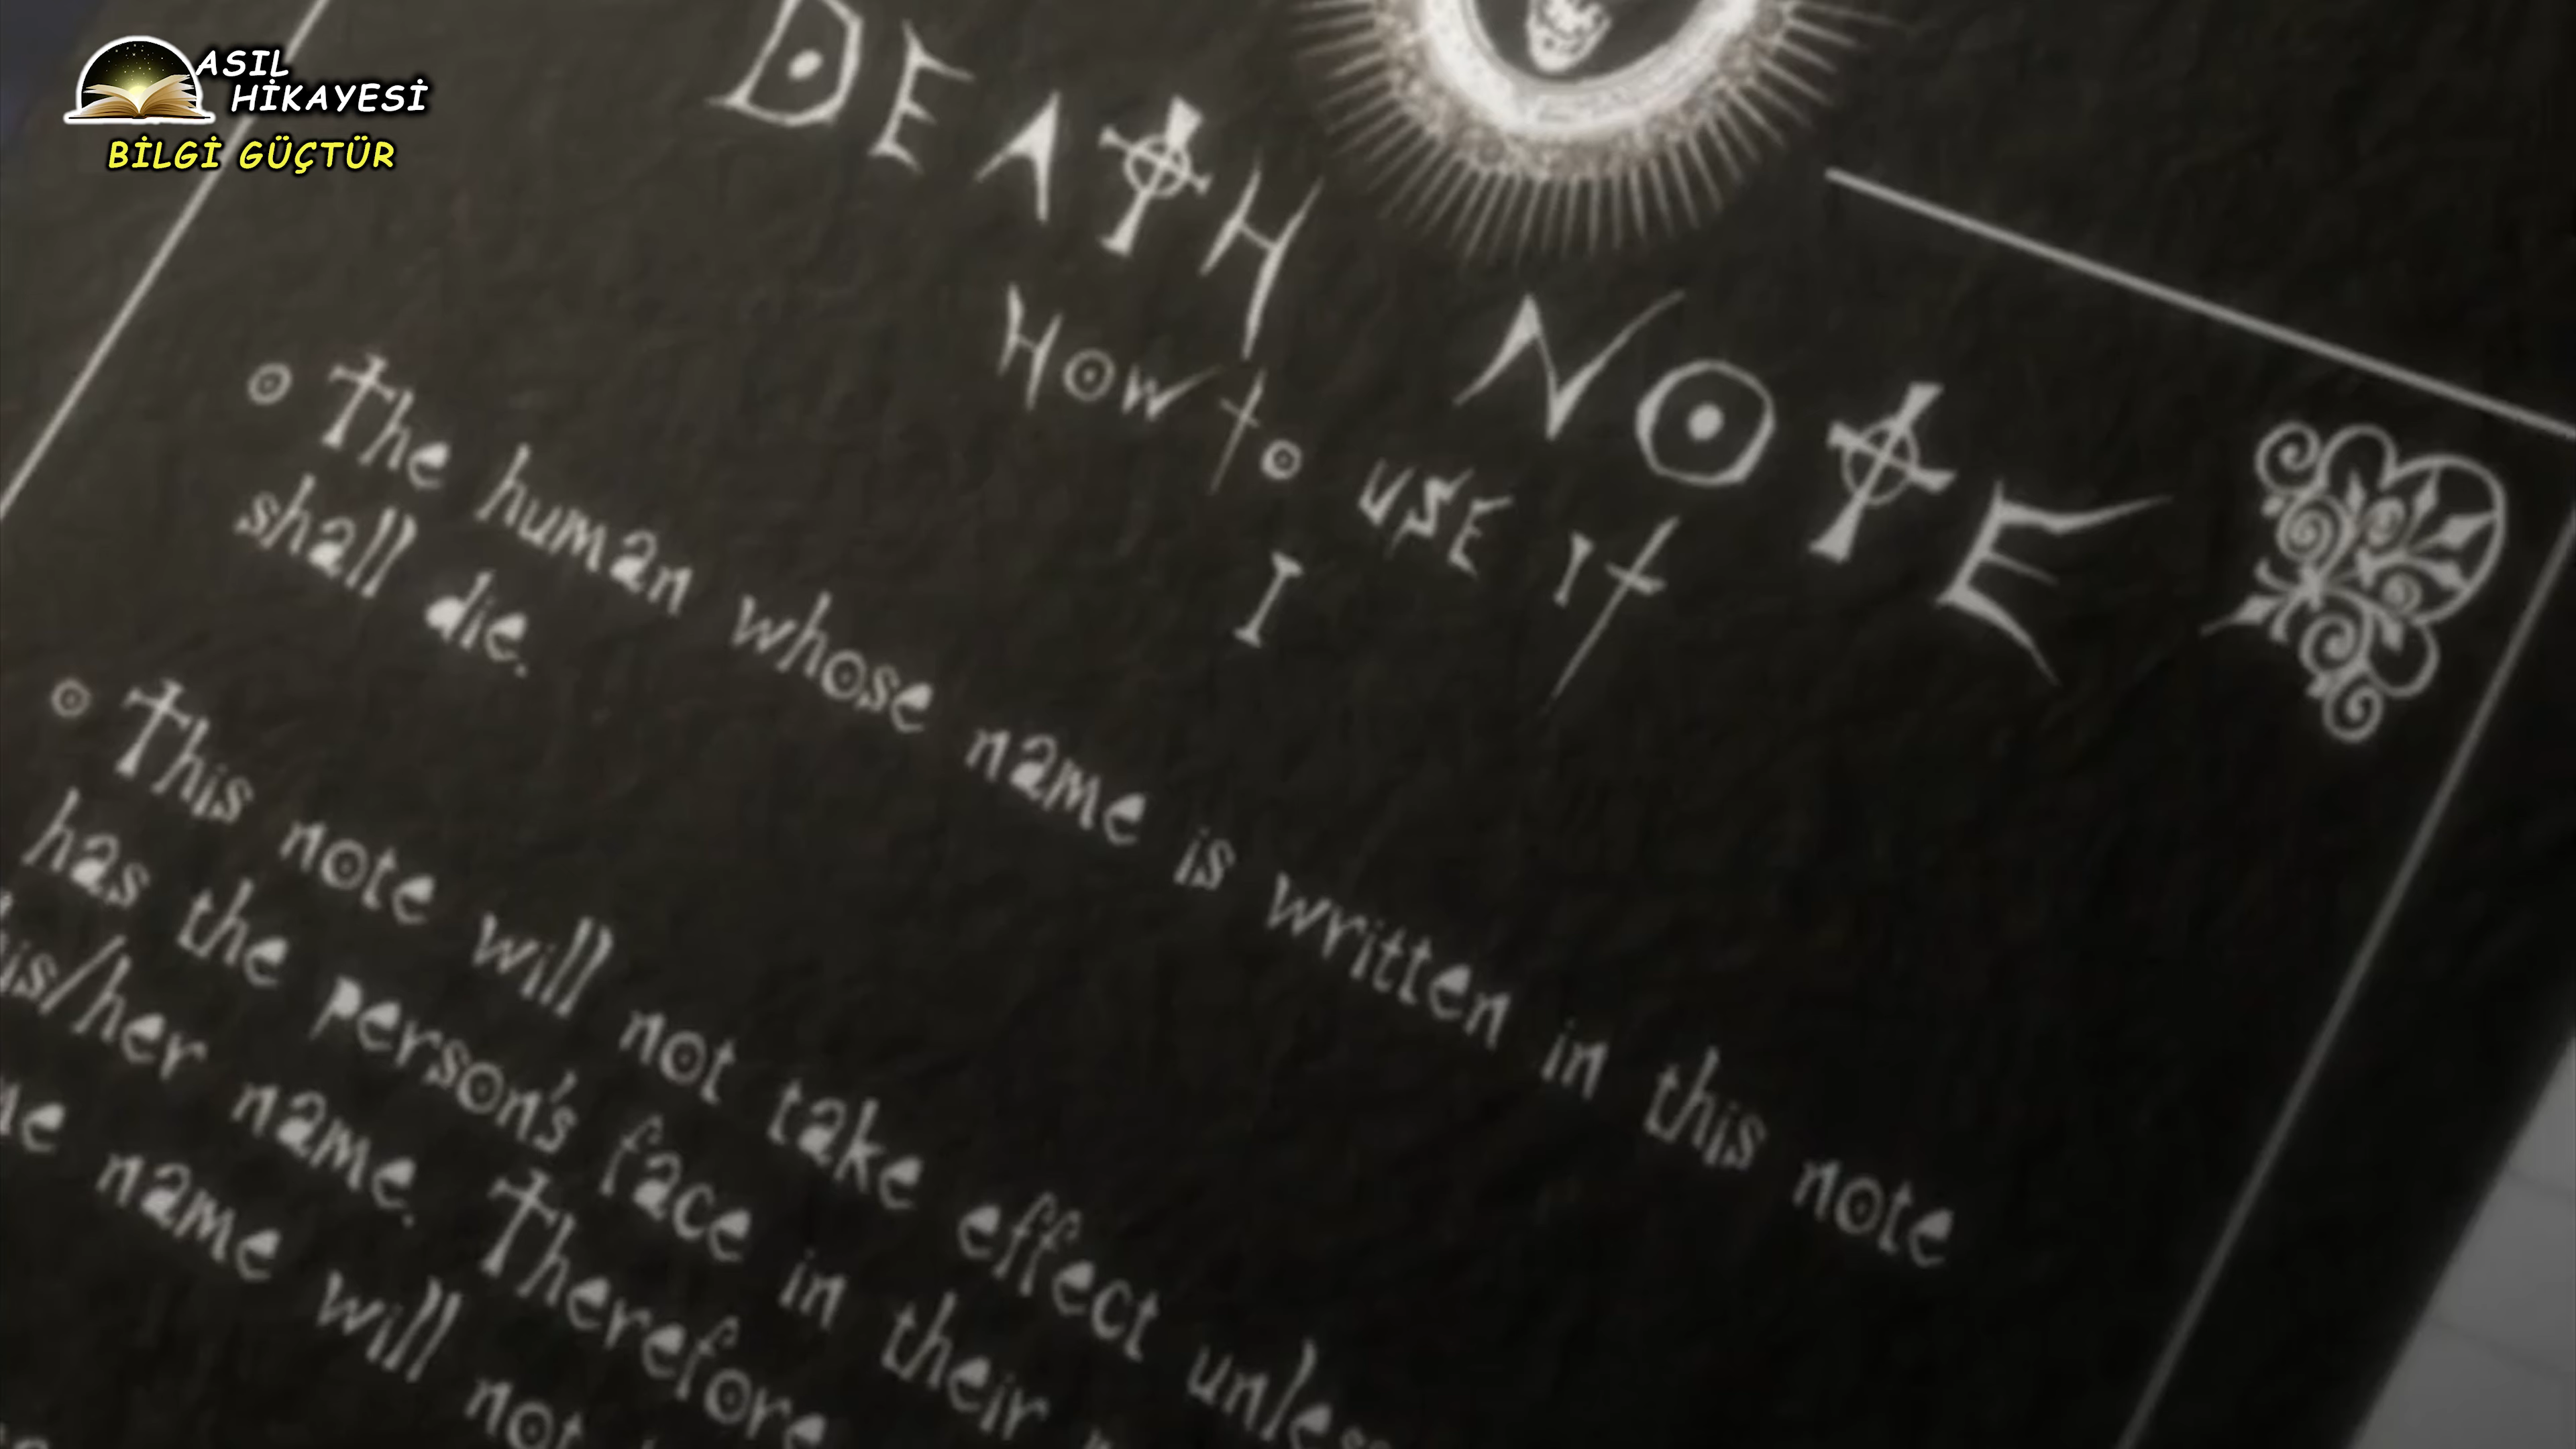 ASIL
HİKAYESİ
BİLGİ GÜÇTÜR
DEATH NOTE
How to use it
I
The human whose name is written in this note
shall die.
This note will not take effect unless
has the person's face in their
his/her name. Therefore
name will not